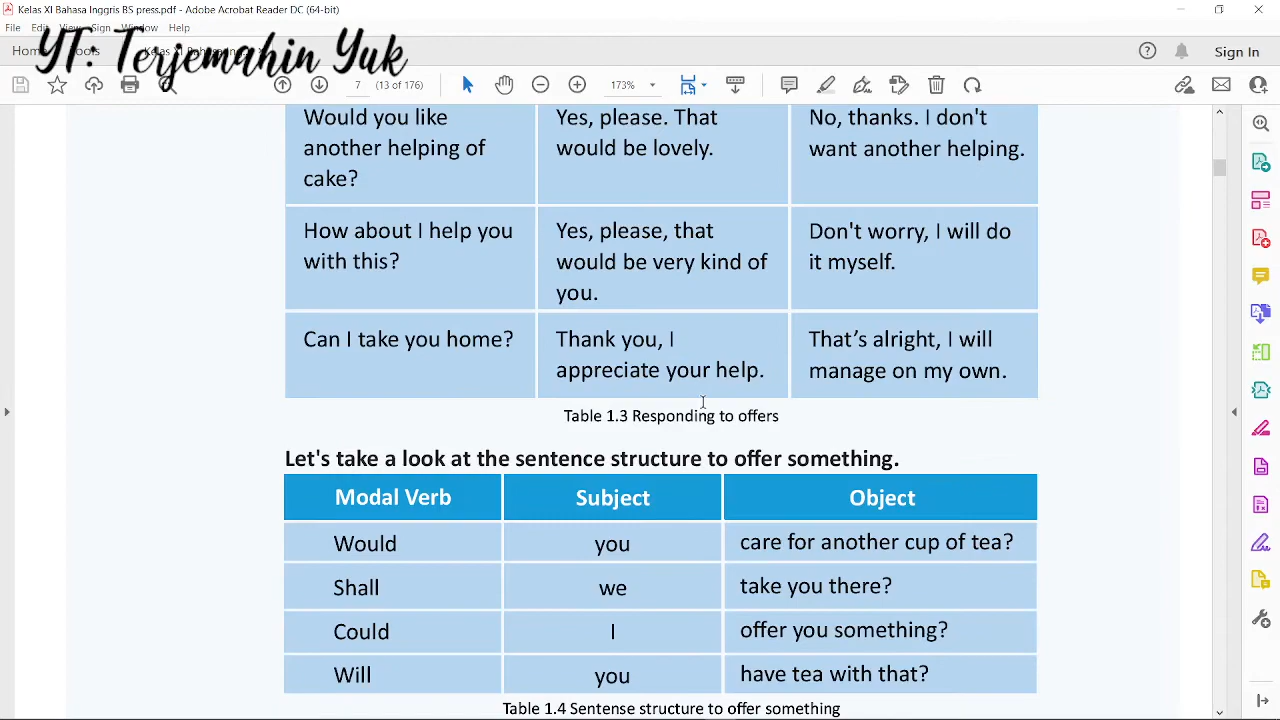 Kelas XI Bahasa Inggris BS press.pdf - Adobe Acrobat Reader DC (64-bit)
File Edit View Sign Window Help
YT: Terjemahin Yuk
Home Tools Kelas XI Bahasa
Sign In
7 (13 of 176) 173%
Would you like
another helping of
cake?
Yes, please. That
would be lovely.
No, thanks. I don't
want another helping.
How about I help you
with this?
Yes, please, that
would be very kind of
you.
Don't worry, I will do
it myself.
Can I take you home?
Thank you, I
appreciate your help.
That's alright, I will
manage on my own.
Table 1.3 Responding to offers
Let's take a look at the sentence structure to offer something.
Modal Verb Subject Object
Would you care for another cup of tea?
Shall we take you there?
Could I offer you something?
Will you have tea with that?
Table 1.4 Sentense structure to offer something